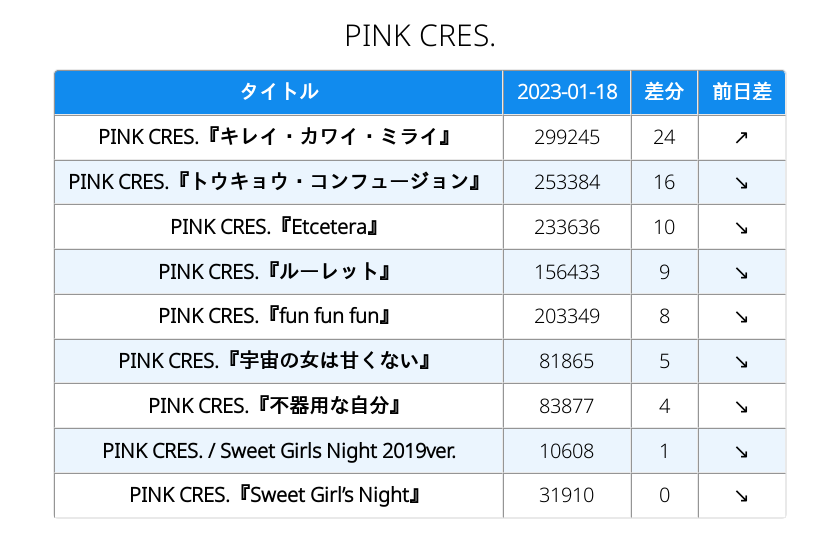 PINK CRES.
タイトル 2023-01-18 差分 前日差
PINK CRES.『キレイ・カワイ・ミライ』 299245 24 ↗
PINK CRES.『トウキョウ・コンフュージョン』 253384 16 ↘
PINK CRES.『Etcetera』 233636 10 ↘
PINK CRES.『ルーレット』 156433 9 ↘
PINK CRES.『fun fun fun』 203349 8 ↘
PINK CRES.『宇宙の女は甘くない』 81865 5 ↘
PINK CRES.『不器用な自分』 83877 4 ↘
PINK CRES. / Sweet Girls Night 2019ver. 10608 1 ↘
PINK CRES.『Sweet Girl’s Night』 31910 0 ↘